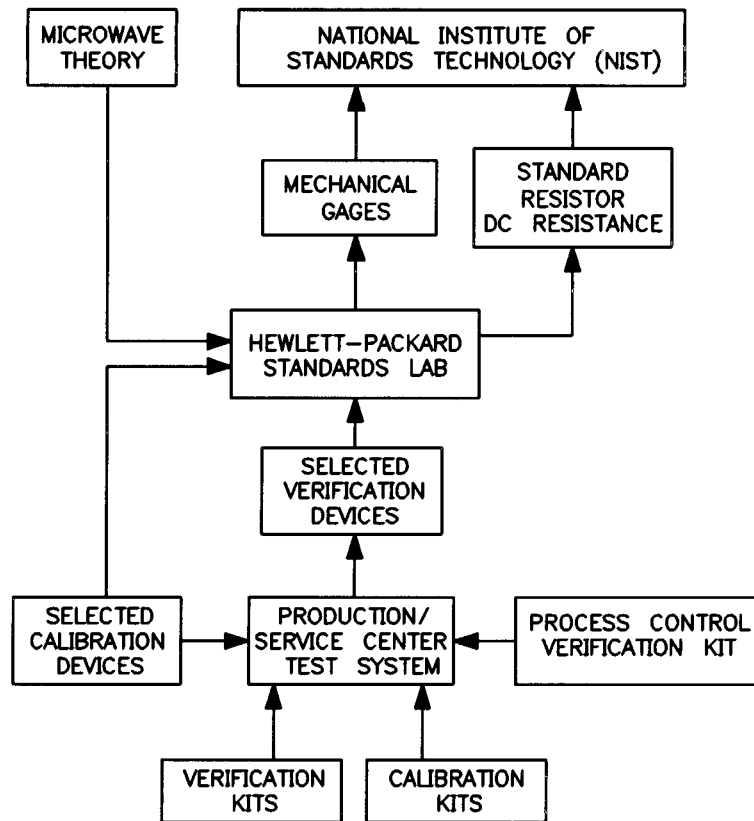 MICROWAVE
THEORY
NATIONAL INSTITUTE OF
STANDARDS TECHNOLOGY (NIST)
MECHANICAL
GAGES
STANDARD
RESISTOR
DC RESISTANCE
HEWLETT-PACKARD
STANDARDS LAB
SELECTED
VERIFICATION
DEVICES
SELECTED
CALIBRATION
DEVICES
PRODUCTION/
SERVICE CENTER
TEST SYSTEM
PROCESS CONTROL
VERIFICATION KIT
VERIFICATION
KITS
CALIBRATION
KITS